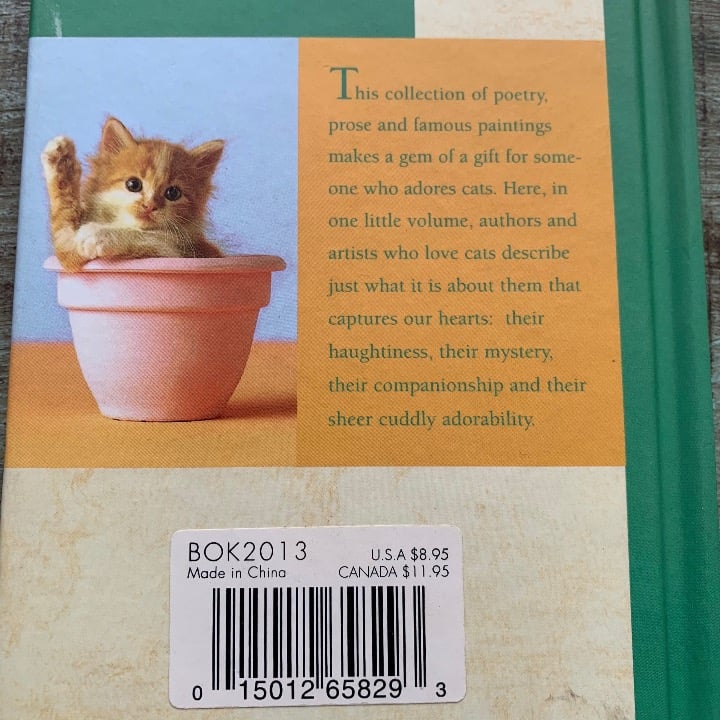 This collection of poetry,
prose and famous paintings
makes a gem of a gift for some-
one who adores cats. Here, in
one little volume, authors and
artists who love cats describe
just what it is about them that
captures our hearts: their
haughtiness, their mystery,
their companionship and their
sheer cuddly adorability.
BOK2013 U.S.A $8.95
Made in China CANADA $11.95
0 15012 65829 3